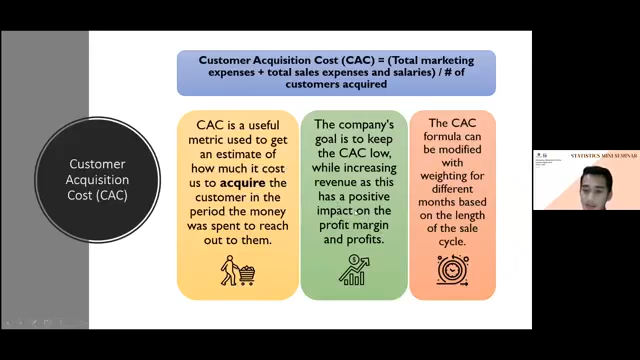 Customer Acquisition Cost (CAC) = (Total marketing
expenses + total sales expenses and salaries) / # of
customers acquired
Customer
Acquisition
Cost (CAC)
CAC is a useful
metric used to get
an estimate of
how much it cost
us to acquire the
customer in the
period the money
was spent to reach
out to them.
The company's
goal is to keep
the CAC low,
while increasing
revenue as this
has a positive
impact on the
profit margin
and profits.
The CAC
formula can be
modified with
weighting for
different
months based
on the length
of the sale
cycle.
STATISTICS MINI SEMINAR